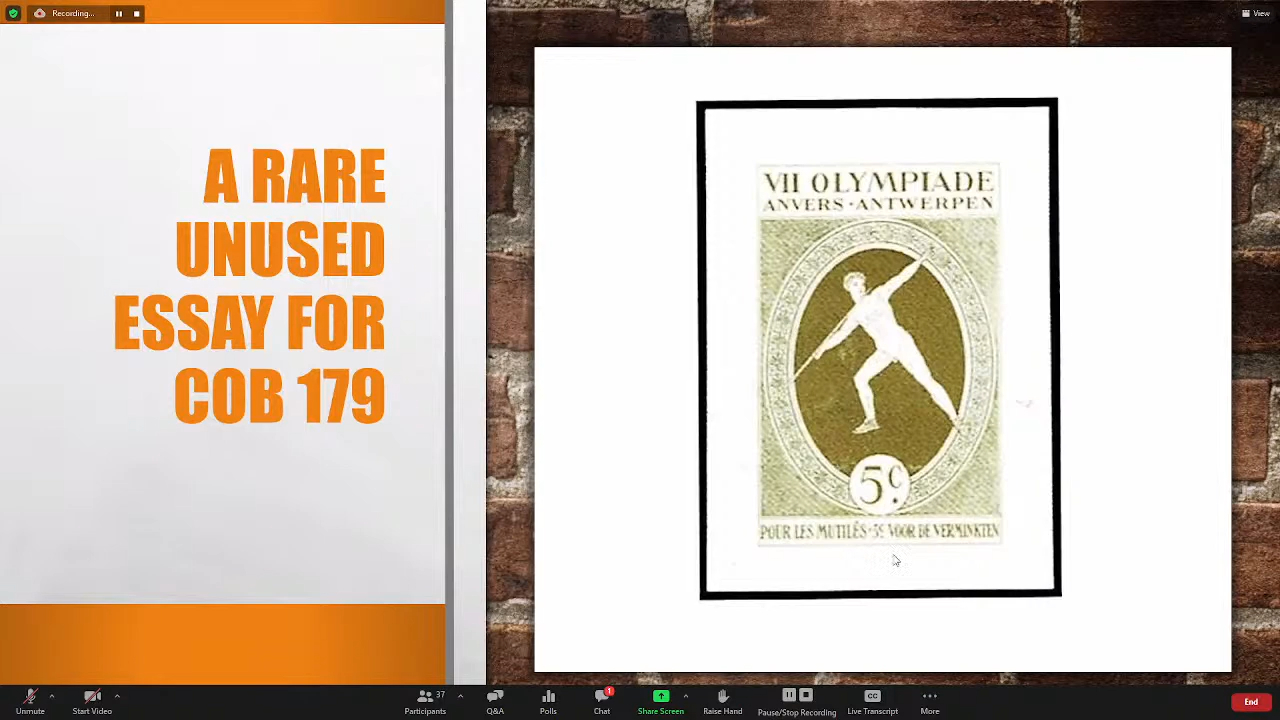 Recording...
View
A RARE
UNUSED
ESSAY FOR
COB 179
VII OLYMPIADE
ANVERS · ANTWERPEN
5c
POUR LES MUTILÉS · 5c VOOR DE VERMINKTEN
Unmute
Start Video
37
Participants
Q&A
Polls
1
Chat
Share Screen
Raise Hand
Pause/Stop Recording
CC
Live Transcript
More
End